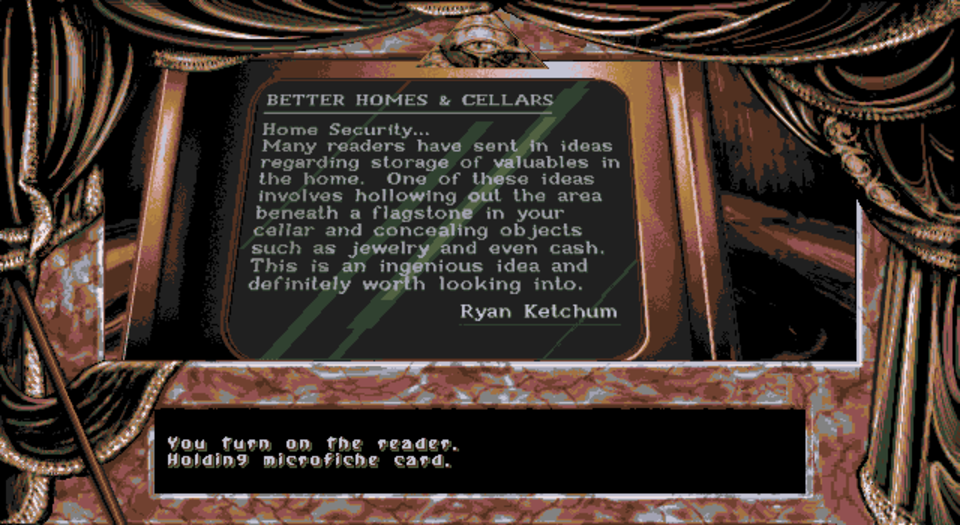 BETTER HOMES & CELLARS
Home Security...
Many readers have sent in ideas
regarding storage of valuables in
the home. One of these ideas
involves hollowing out the area
beneath a flagstone in your
cellar and concealing objects
such as jewelry and even cash.
This is an ingenious idea and
definitely worth looking into.
Ryan Ketchum
You turn on the reader.
Holding microfiche card.